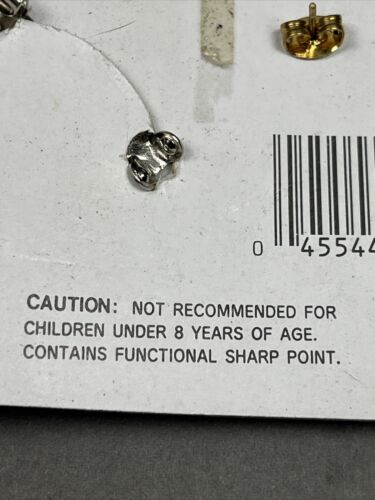 0 45544
CAUTION: NOT RECOMMENDED FOR
CHILDREN UNDER 8 YEARS OF AGE.
CONTAINS FUNCTIONAL SHARP POINT.